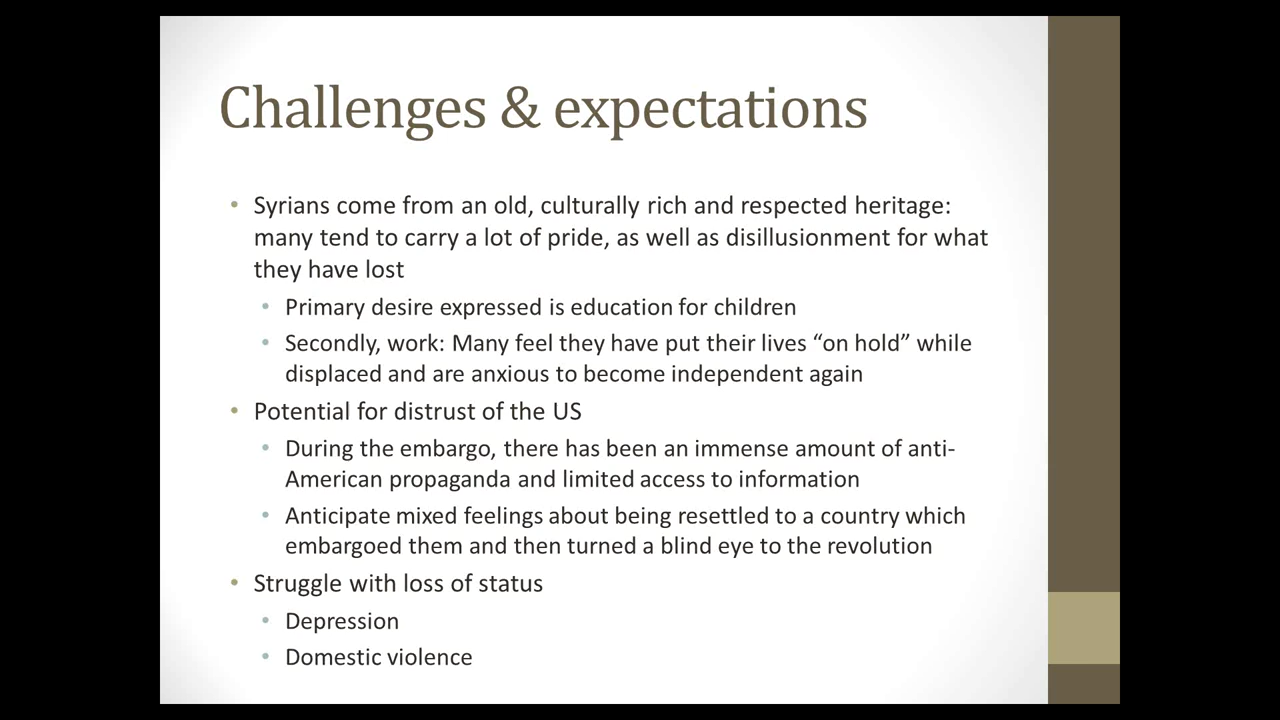 Challenges & expectations
• Syrians come from an old, culturally rich and respected heritage:
many tend to carry a lot of pride, as well as disillusionment for what
they have lost
• Primary desire expressed is education for children
• Secondly, work: Many feel they have put their lives “on hold” while
displaced and are anxious to become independent again
• Potential for distrust of the US
• During the embargo, there has been an immense amount of anti-
American propaganda and limited access to information
• Anticipate mixed feelings about being resettled to a country which
embargoed them and then turned a blind eye to the revolution
• Struggle with loss of status
• Depression
• Domestic violence